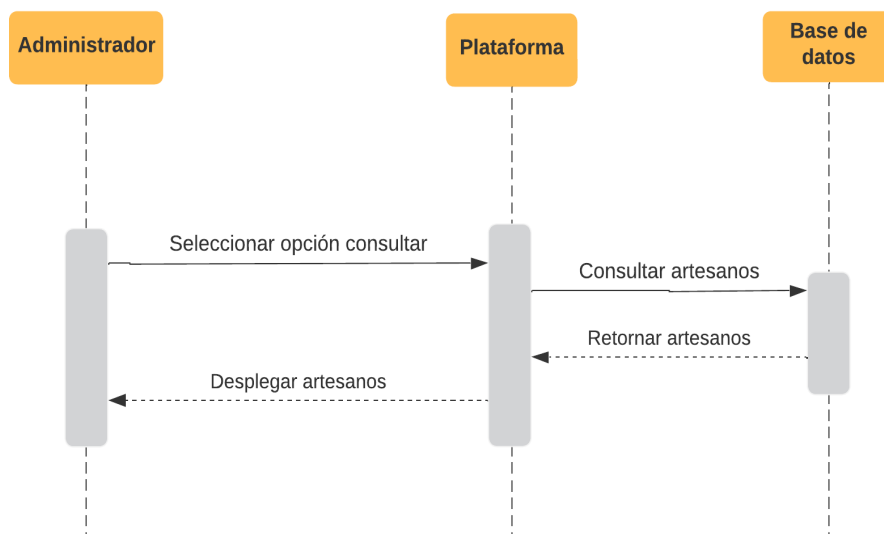 Administrador
Plataforma
Base de
datos
Seleccionar opción consultar
Consultar artesanos
Retornar artesanos
Desplegar artesanos